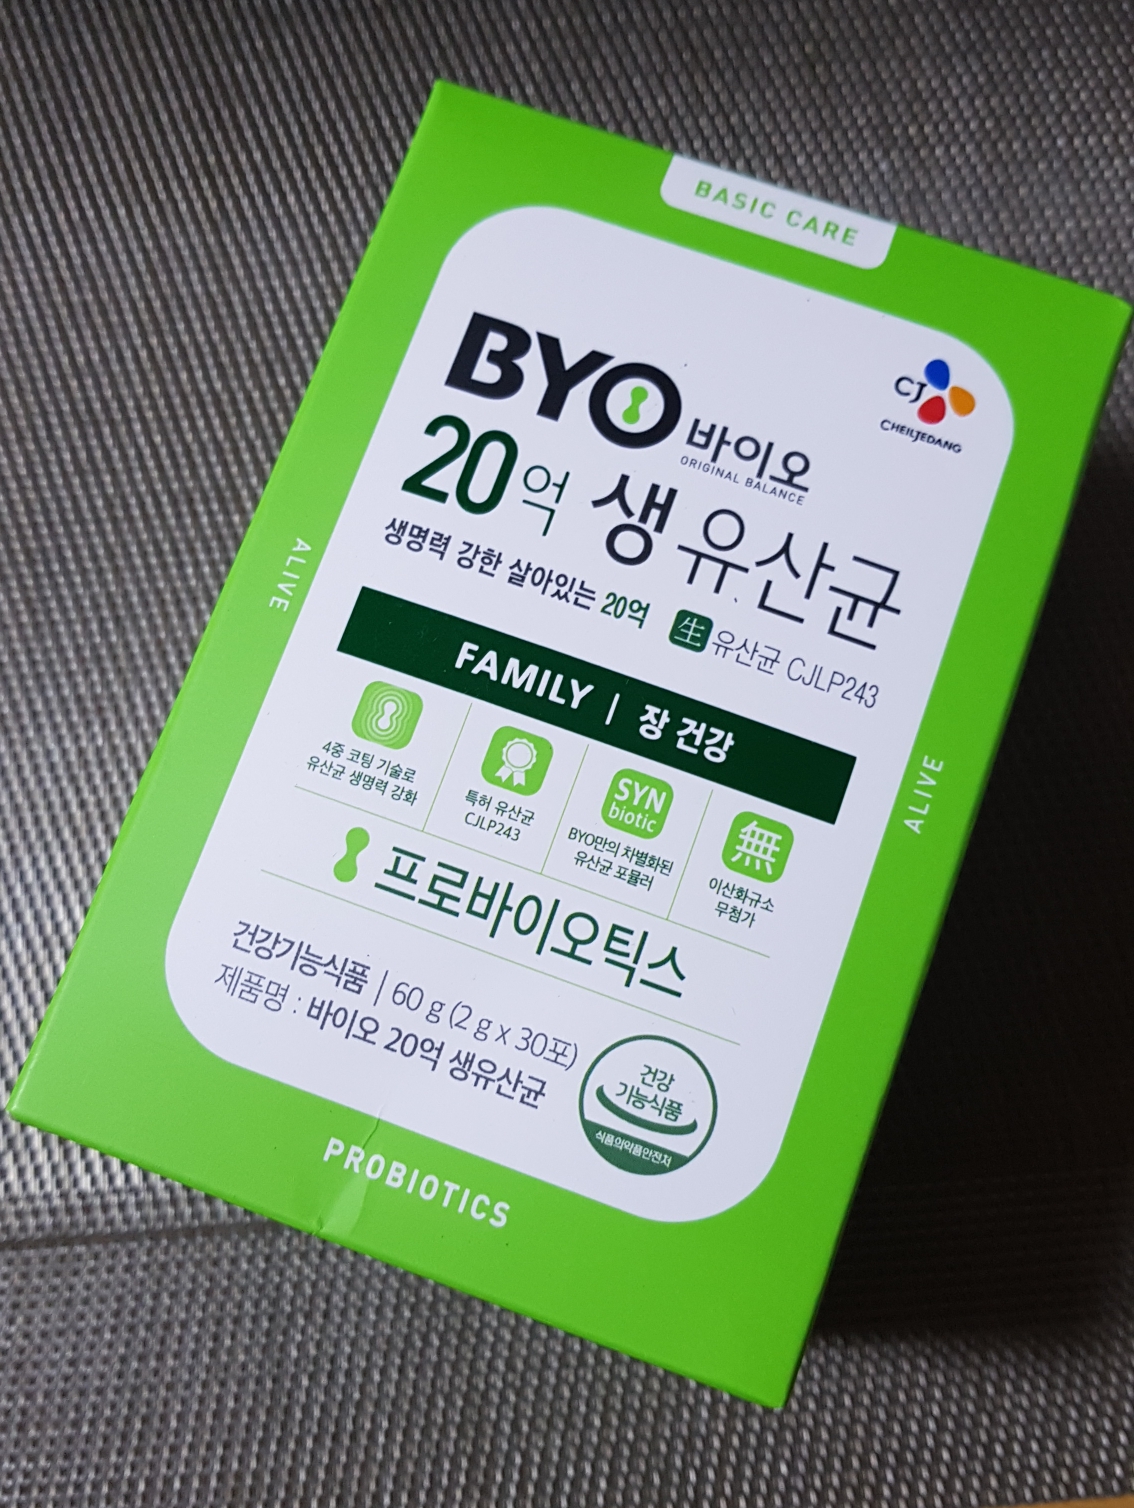 BASIC CARE
CJ
CHEILJEDANG
BYO 바이오
ORIGINAL BALANCE
20억 생유산균
생명력 강한 살아있는 20억 生 유산균 CJLP243
ALIVE
ALIVE
FAMILY | 장 건강
4중 코팅 기술로
유산균 생명력 강화
특허 유산균
CJLP243
SYN
biotic
BYO만의 차별화된
유산균 포뮬러
無
이산화규소
무첨가
프로바이오틱스
건강기능식품 | 60 g (2 g x 30포)
제품명 : 바이오 20억 생유산균
건강
기능식품
식품의약품안전처
PROBIOTICS